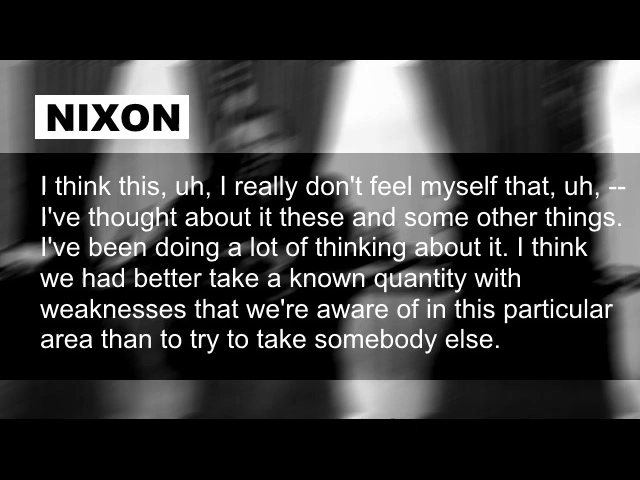 NIXON
I think this, uh, I really don't feel myself that, uh, --
I've thought about it these and some other things.
I've been doing a lot of thinking about it. I think
we had better take a known quantity with
weaknesses that we're aware of in this particular
area than to try to take somebody else.